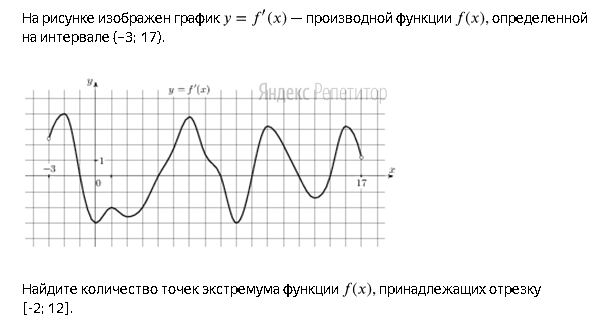 На рисунке изображен график y = f′(x) — производной функции f(x), определенной
на интервале (−3; 17).
y
y = f′(x)
Яндекс Репетитор
−3
1
x
0
17
Найдите количество точек экстремума функции f(x), принадлежащих отрезку
[-2; 12].